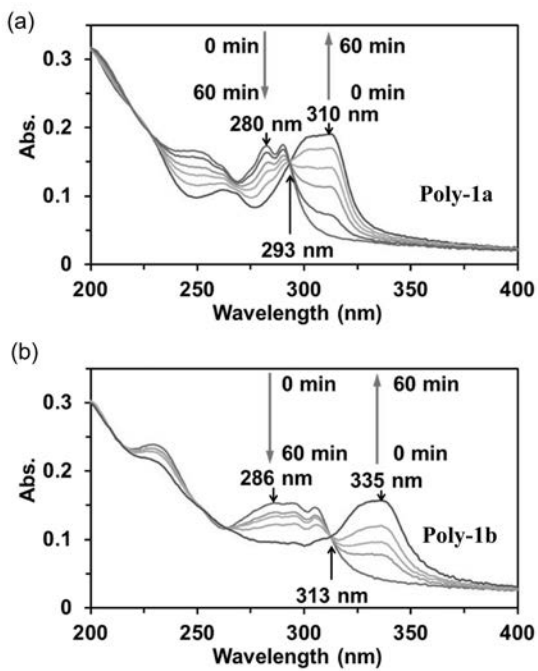 (a)
0.3
0.2
0.1
0
Abs.
0 min
60 min
60 min
0 min
280 nm
310 nm
293 nm
Poly-1a
200
250
300
350
400
Wavelength (nm)
(b)
0.3
0.2
0.1
0
Abs.
0 min
60 min
60 min
0 min
286 nm
335 nm
313 nm
Poly-1b
200
250
300
350
400
Wavelength (nm)